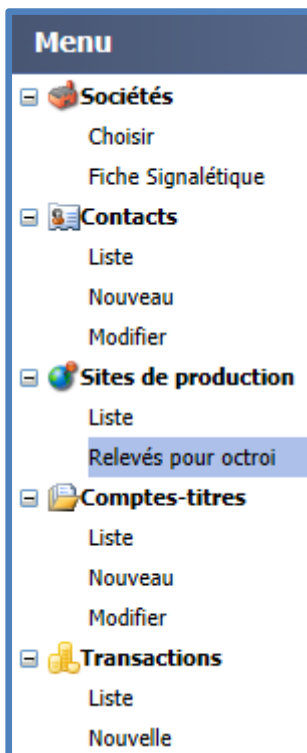 Menu
Sociétés
Choisir
Fiche Signalétique
Contacts
Liste
Nouveau
Modifier
Sites de production
Liste
Relevés pour octroi
Comptes-titres
Liste
Nouveau
Modifier
Transactions
Liste
Nouvelle